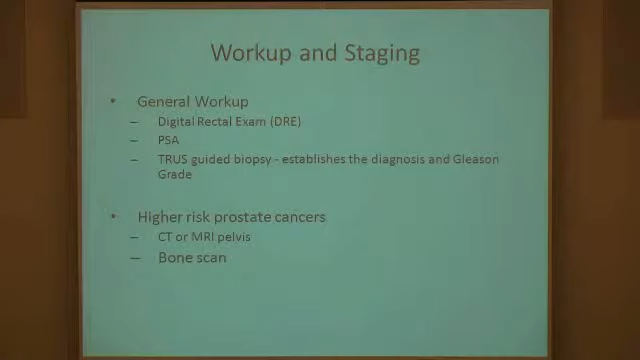 Workup and Staging
• General Workup
– Digital Rectal Exam (DRE)
– PSA
– TRUS guided biopsy - establishes the diagnosis and Gleason
Grade
• Higher risk prostate cancers
– CT or MRI pelvis
– Bone scan